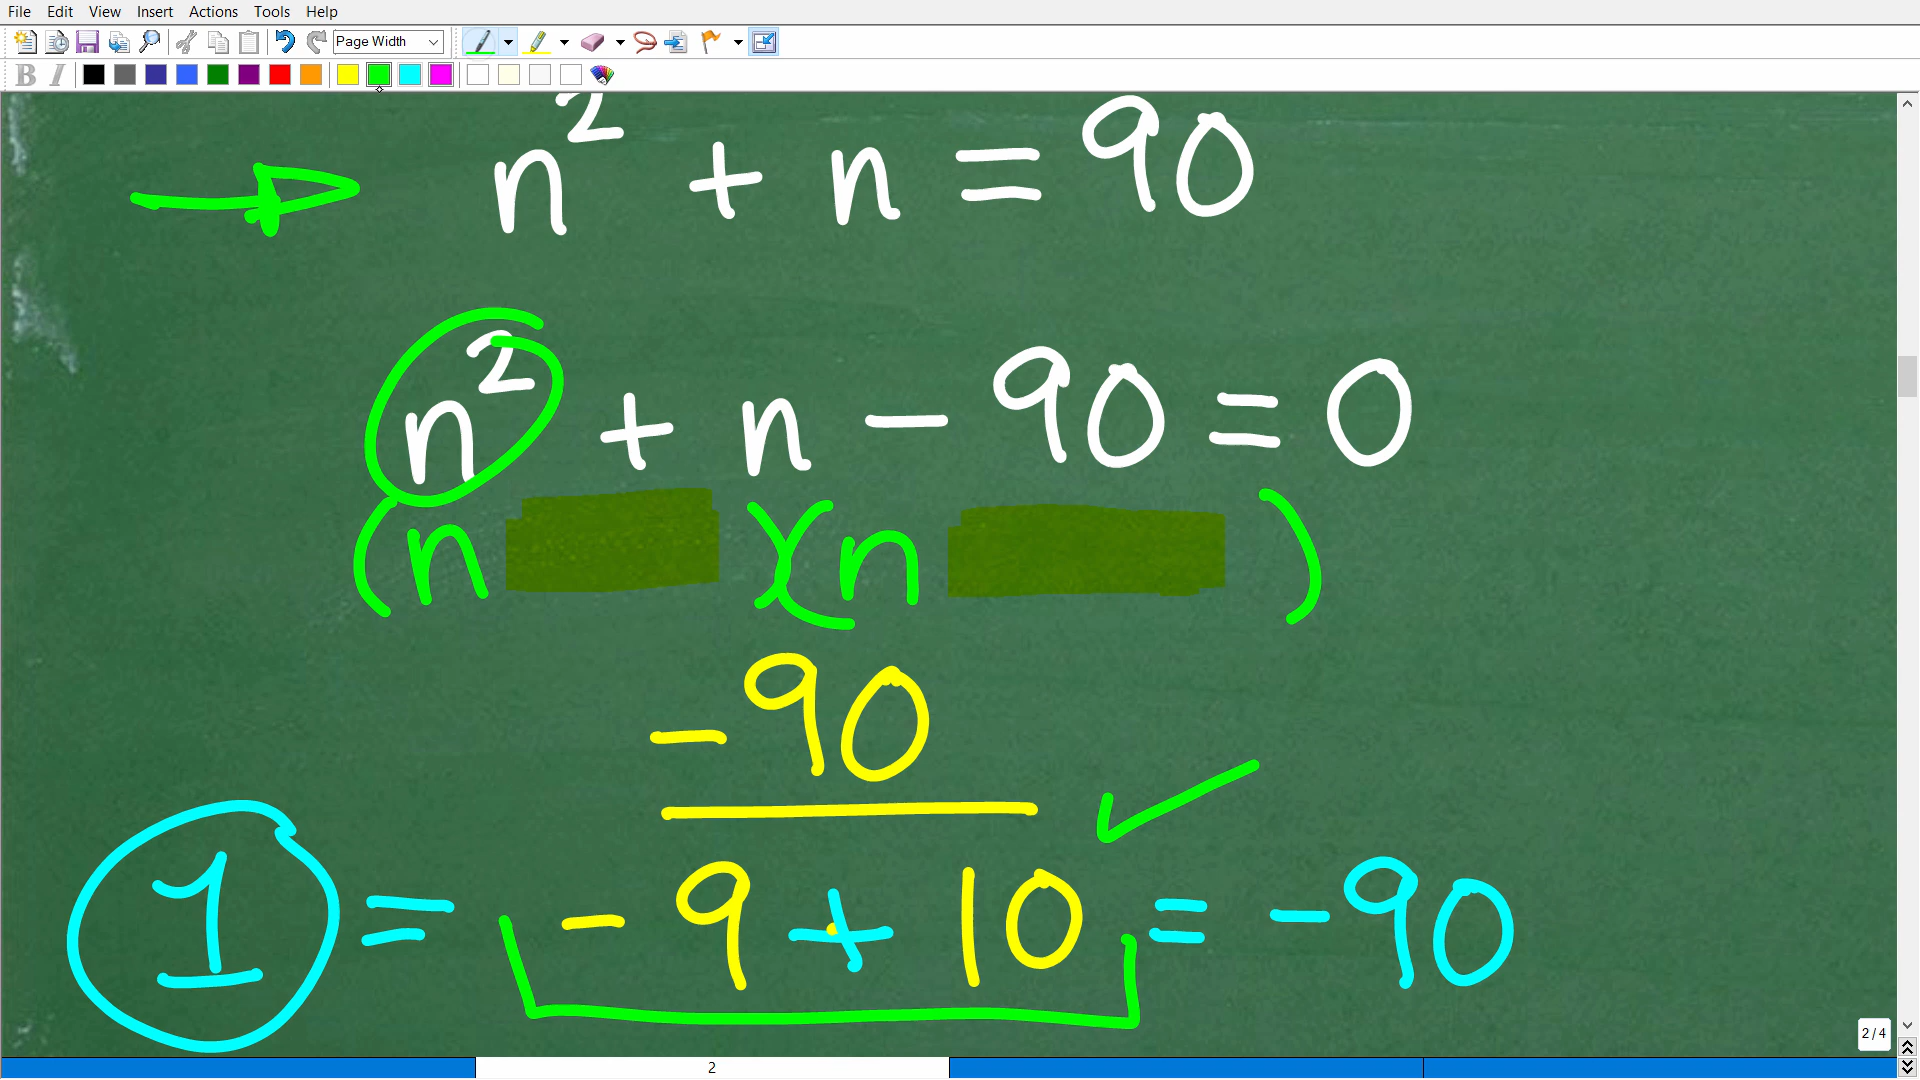 File Edit View Insert Actions Tools Help
Page Width
B I
n² + n = 90
n² + n - 90 = 0
(n )(n )
-90
1 = -9 + 10 = -90
2/4
2